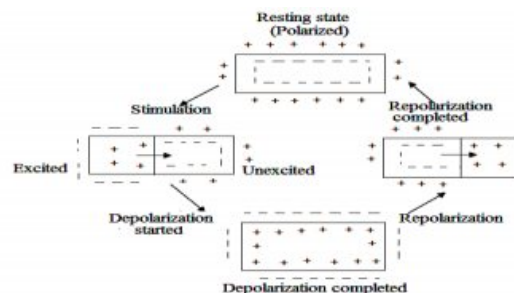 Resting state
(Polarized)
Stimulation
Repolarization
completed
Excited
Unexcited
Depolarization
started
Repolarization
Depolarization completed